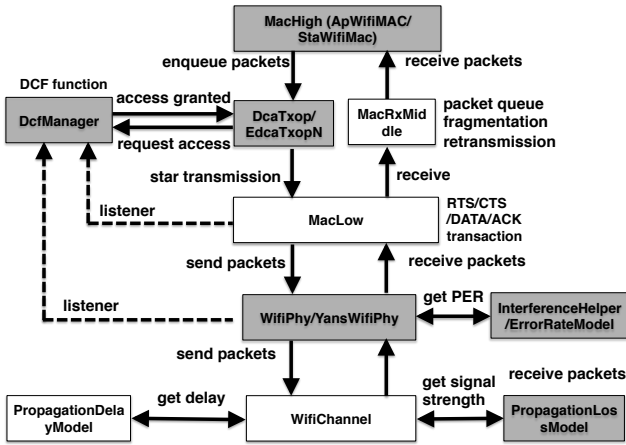 MacHigh (ApWifiMAC/
StaWifiMac)
enqueue packets
receive packets
DCF function
access granted
DcfManager
DcaTxop/
EdcaTxopN
MacRxMi
ddle
packet queue
fragmentation
retransmission
request access
star transmission
receive
listener
MacLow
RTS/CTS
/DATA/ACK
transaction
send packets
receive packets
listener
WifiPhy/YansWifiPhy
get PER
InterferenceHelper
/ErrorRateModel
send packets
receive packets
get delay
get signal
strength
PropagationDela
yModel
WifiChannel
PropagationLos
sModel